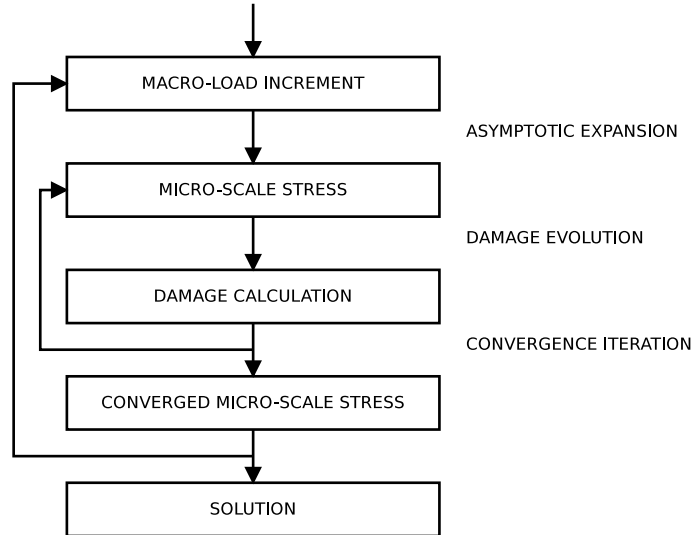 MACRO-LOAD INCREMENT
ASYMPTOTIC EXPANSION
MICRO-SCALE STRESS
DAMAGE EVOLUTION
DAMAGE CALCULATION
CONVERGENCE ITERATION
CONVERGED MICRO-SCALE STRESS
SOLUTION